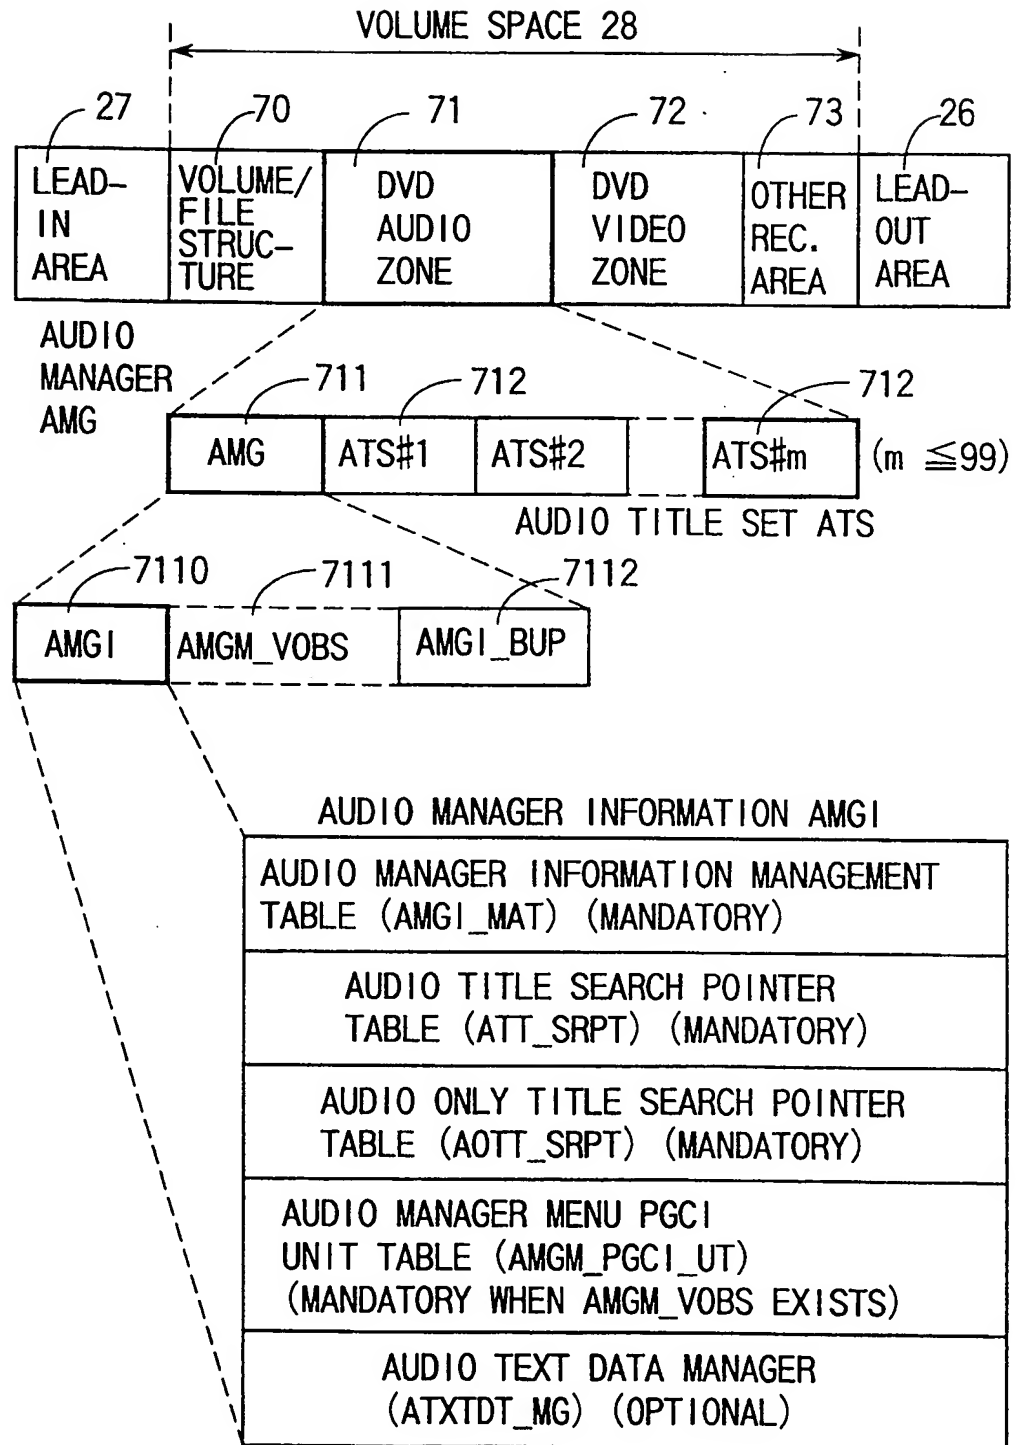 VOLUME SPACE 28
27
70
71
72
73
26
LEAD-
IN
AREA
VOLUME/
FILE
STRUC-
TURE
DVD
AUDIO
ZONE
DVD
VIDEO
ZONE
OTHER
REC.
AREA
LEAD-
OUT
AREA
AUDIO
MANAGER
AMG
711
712
712
AMG
ATS#1
ATS#2
ATS#m
(m ≦99)
AUDIO TITLE SET ATS
7110
7111
7112
AMGI
AMGM_VOBS
AMGI_BUP
AUDIO MANAGER INFORMATION AMGI
AUDIO MANAGER INFORMATION MANAGEMENT
TABLE (AMGI_MAT) (MANDATORY)
AUDIO TITLE SEARCH POINTER
TABLE (ATT_SRPT) (MANDATORY)
AUDIO ONLY TITLE SEARCH POINTER
TABLE (AOTT_SRPT) (MANDATORY)
AUDIO MANAGER MENU PGCI
UNIT TABLE (AMGM_PGCI_UT)
(MANDATORY WHEN AMGM_VOBS EXISTS)
AUDIO TEXT DATA MANAGER
(ATXTDT_MG) (OPTIONAL)